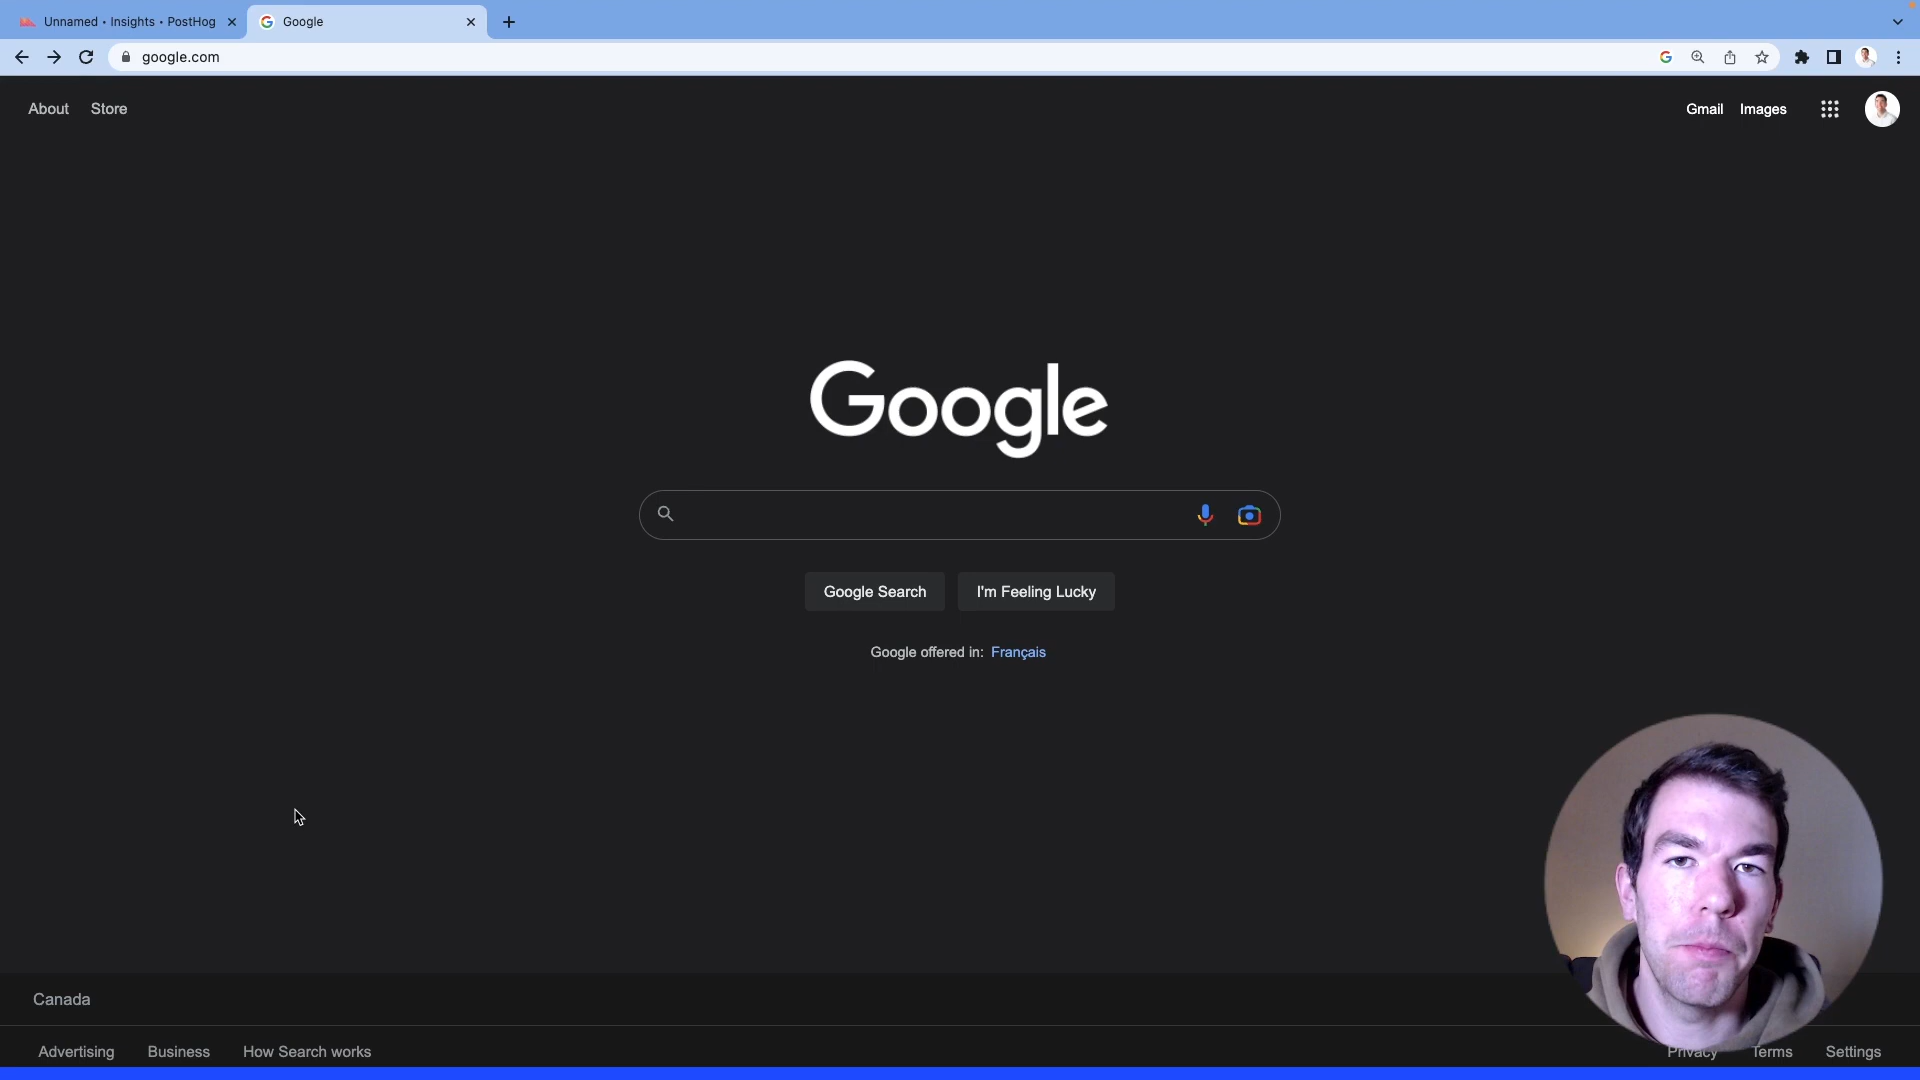 Unnamed • Insights • PostHog
Google
google.com
About Store
Gmail Images
Google
Google Search I'm Feeling Lucky
Google offered in: Français
Canada
Advertising Business How Search works
Privacy Terms Settings